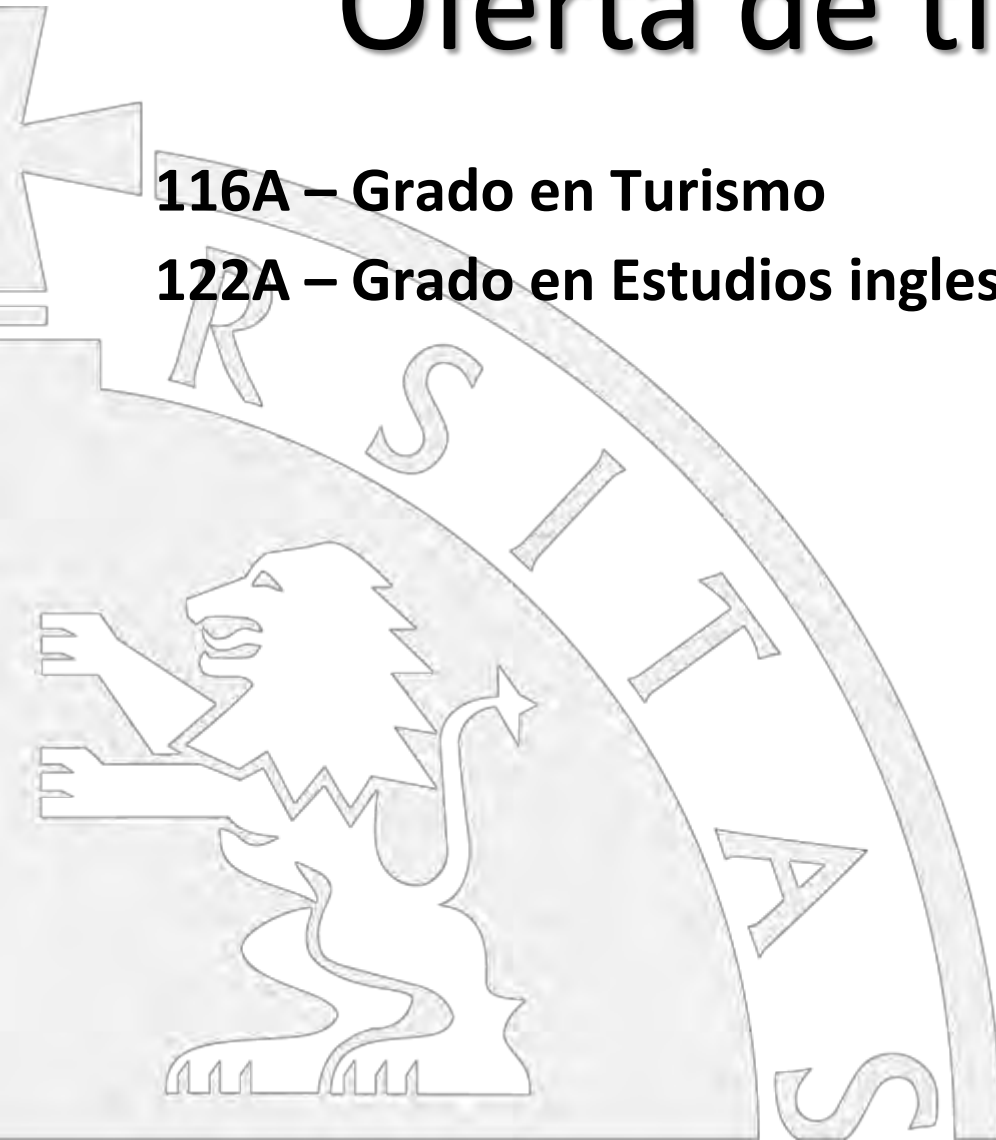 Oferta de ti
116A – Grado en Turismo
122A – Grado en Estudios ingles
R S I T A S